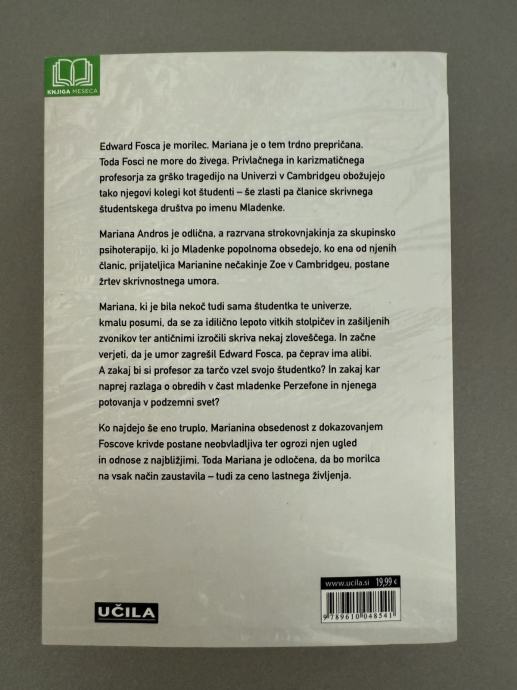 KNJIGA MESECA
Edward Fosca je morilec. Mariana je o tem trdno prepričana.
Toda Fosci ne more do živega. Privlačnega in karizmatičnega
profesorja za grško tragedijo na Univerzi v Cambridgeu obožujejo
tako njegovi kolegi kot študenti – še zlasti pa članice skrivnega
študentskega društva po imenu Mladenke.
Mariana Andros je odlična, a razrvana strokovnjakinja za skupinsko
psihoterapijo, ki jo Mladenke popolnoma obsedejo, ko ena od njenih
članic, prijateljica Marianine nečakinje Zoe v Cambridgeu, postane
žrtev skrivnostnega umora.
Mariana, ki je bila nekoč tudi sama študentka te univerze,
kmalu posumi, da se za idilično lepoto vitkih stolpičev in zašiljenih
zvonikov ter antičnimi izročili skriva nekaj zloveščega. In začne
verjeti, da je umor zagrešil Edward Fosca, pa čeprav ima alibi.
A zakaj bi si profesor za tarčo vzel svojo študentko? In zakaj kar
naprej razlaga o obredih v čast mladenke Perzefone in njenega
potovanja v podzemni svet?
Ko najdejo še eno truplo, Marianina obsedenost z dokazovanjem
Foscove krivde postane neobvladljiva ter ogrozi njen ugled
in odnose z najbližjimi. Toda Mariana je odločena, da bo morilca
na vsak način zaustavila – tudi za ceno lastnega življenja.
www.ucila.si 19,99 €
UČILA
9 789610 048541